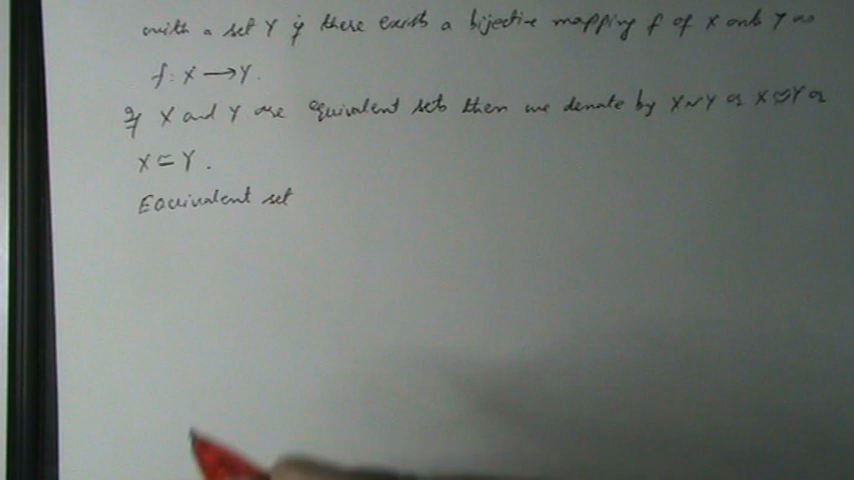 with a set Y if there exists a bijective mapping f of X onto Y as
f: X → Y.
If X and Y are equivalent sets then we denote by X ~ Y or X ≅ Y or
X = Y.
Equivalent set